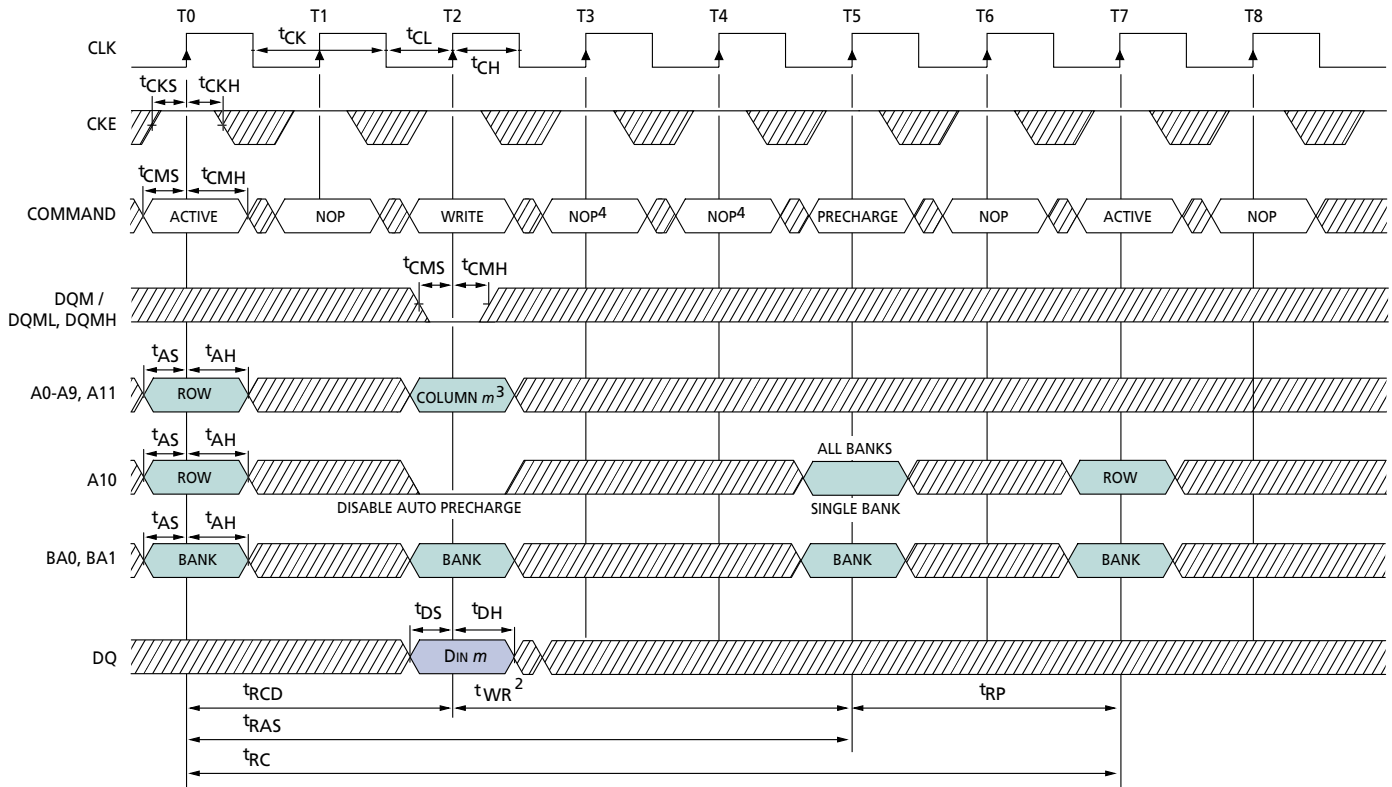 T0 T1 T2 T3 T4 T5 T6 T7 T8
CLK
tCK tCL
tCH
tCKS tCKH
CKE
tCMS tCMH
COMMAND ACTIVE NOP WRITE NOP4 NOP4 PRECHARGE NOP ACTIVE NOP
tCMS tCMH
DQM /
DQML, DQMH
tAS tAH
A0-A9, A11 ROW COLUMN m3
tAS tAH ALL BANKS
A10 ROW ROW
DISABLE AUTO PRECHARGE SINGLE BANK
tAS tAH
BA0, BA1 BANK BANK BANK BANK
tDS tDH
DQ DIN m
tRCD tWR2 tRP
tRAS
tRC